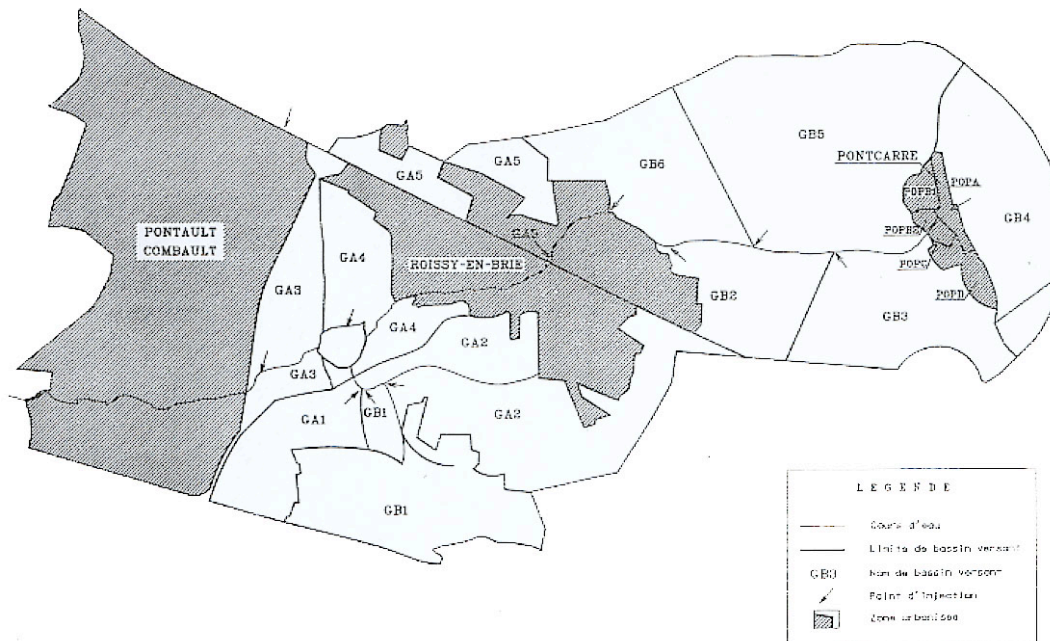 GB5
PONTCARRE
GA5
GB6
GA5
POPA
POPB1
GB4
PONTAULT
COMBAULT
GA4
POPB2
ROISSY-EN-BRIE
POPC
GA3
GB2
POPD
GB3
GA4
GA2
GA3
GA1
GB1
GA2
GB1
LEGENDE
Cours d'eau
Limite de bassin versant
GB3 Nom de bassin versant
Point d'Injection
Zone urbanisée